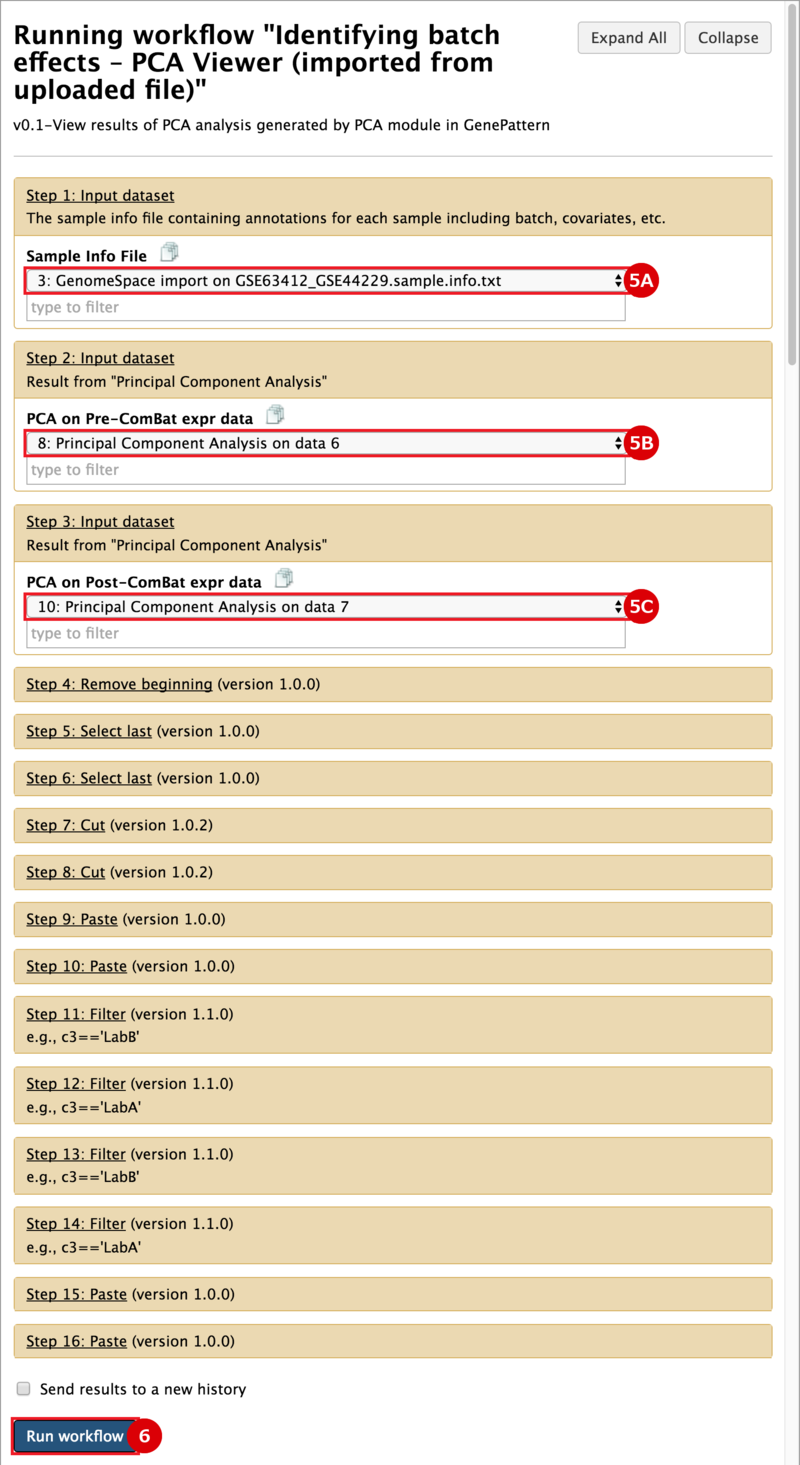 Running workflow "Identifying batch
effects – PCA Viewer (imported from
uploaded file)"
Expand All
Collapse
v0.1–View results of PCA analysis generated by PCA module in GenePattern
Step 1: Input dataset
The sample info file containing annotations for each sample including batch, covariates, etc.
Sample Info File
3: GenomeSpace import on GSE63412_GSE44229.sample.info.txt
5A
type to filter
Step 2: Input dataset
Result from "Principal Component Analysis"
PCA on Pre-ComBat expr data
8: Principal Component Analysis on data 6
5B
type to filter
Step 3: Input dataset
Result from "Principal Component Analysis"
PCA on Post-ComBat expr data
10: Principal Component Analysis on data 7
5C
type to filter
Step 4: Remove beginning (version 1.0.0)
Step 5: Select last (version 1.0.0)
Step 6: Select last (version 1.0.0)
Step 7: Cut (version 1.0.2)
Step 8: Cut (version 1.0.2)
Step 9: Paste (version 1.0.0)
Step 10: Paste (version 1.0.0)
Step 11: Filter (version 1.1.0)
e.g., c3=='LabB'
Step 12: Filter (version 1.1.0)
e.g., c3=='LabA'
Step 13: Filter (version 1.1.0)
e.g., c3=='LabB'
Step 14: Filter (version 1.1.0)
e.g., c3=='LabA'
Step 15: Paste (version 1.0.0)
Step 16: Paste (version 1.0.0)
Send results to a new history
Run workflow
6